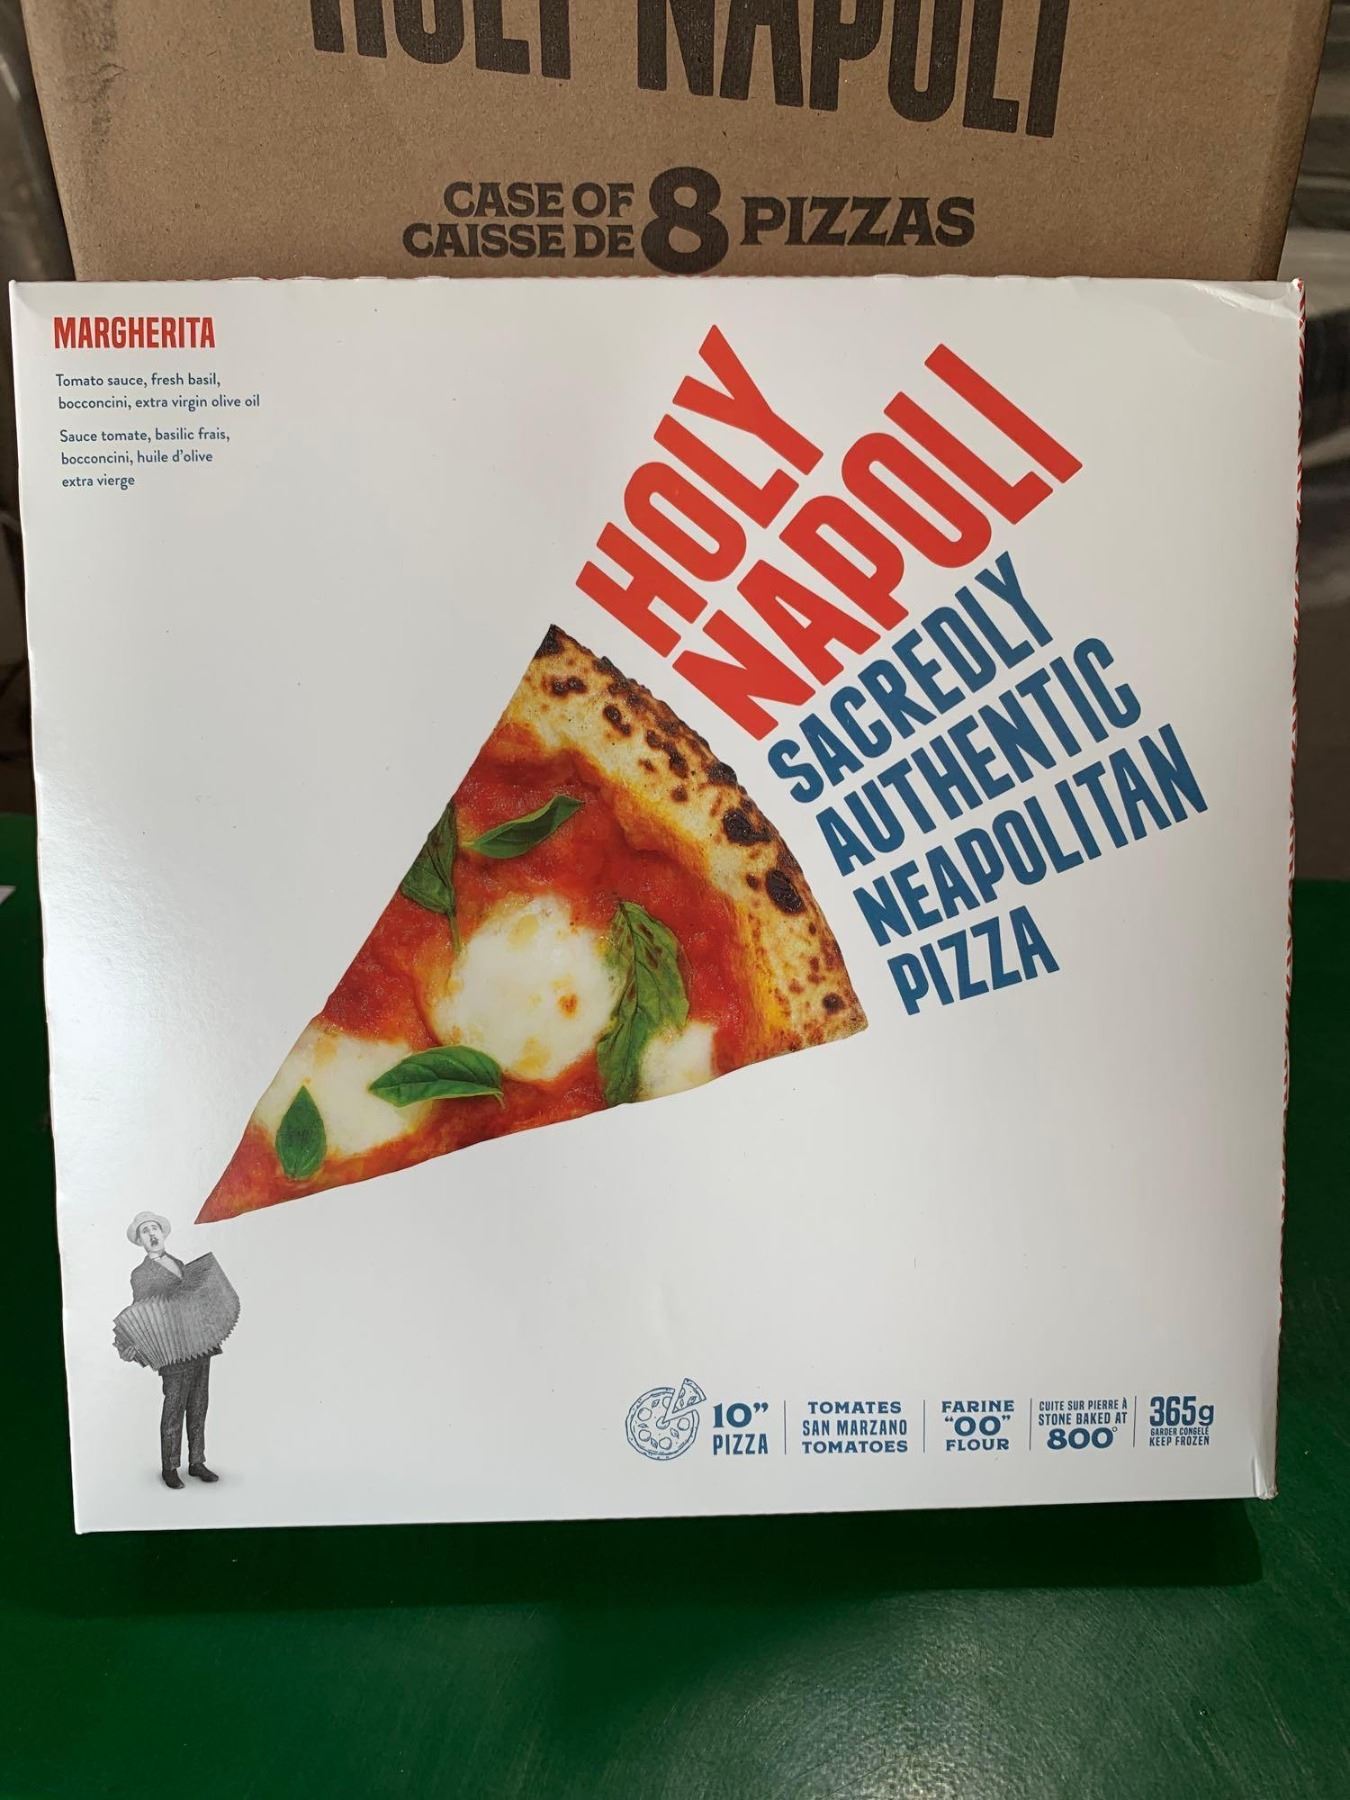 HOLY NAPOLI
CASE OF
CAISSE DE
8 PIZZAS
MARGHERITA
Tomato sauce, fresh basil,
bocconcini, extra virgin olive oil
Sauce tomate, basilic frais,
bocconcini, huile d'olive
extra vierge
HOLY
NAPOLI
SACREDLY
AUTHENTIC
NEAPOLITAN
PIZZA
10”
PIZZA
TOMATES
SAN MARZANO
TOMATOES
FARINE
“00”
FLOUR
CUITE SUR PIERRE À
STONE BAKED AT
800°
365g
GARDER CONGELÉ
KEEP FROZEN